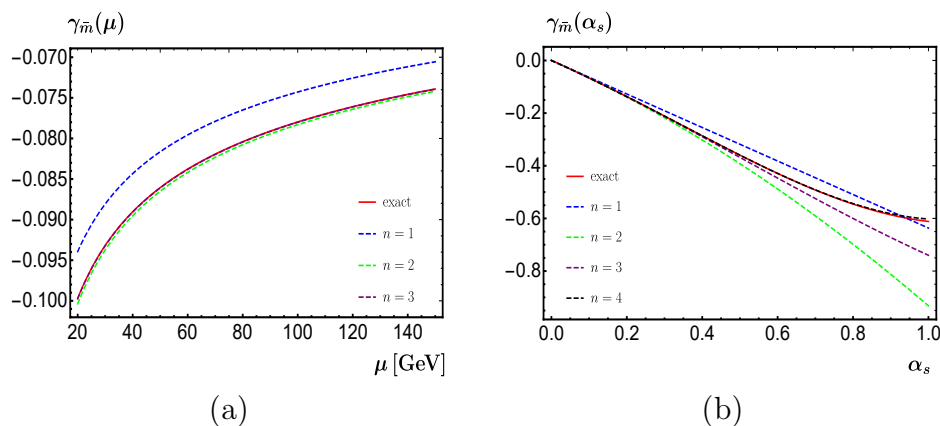 γ_m̄(μ)
−0.070
−0.075
−0.080
−0.085
−0.090
−0.095
−0.100
20 40 60 80 100 120 140
μ [GeV]
exact
n = 1
n = 2
n = 3
(a)
γ_m̄(α_s)
0.0
−0.2
−0.4
−0.6
−0.8
0.0 0.2 0.4 0.6 0.8 1.0
α_s
exact
n = 1
n = 2
n = 3
n = 4
(b)